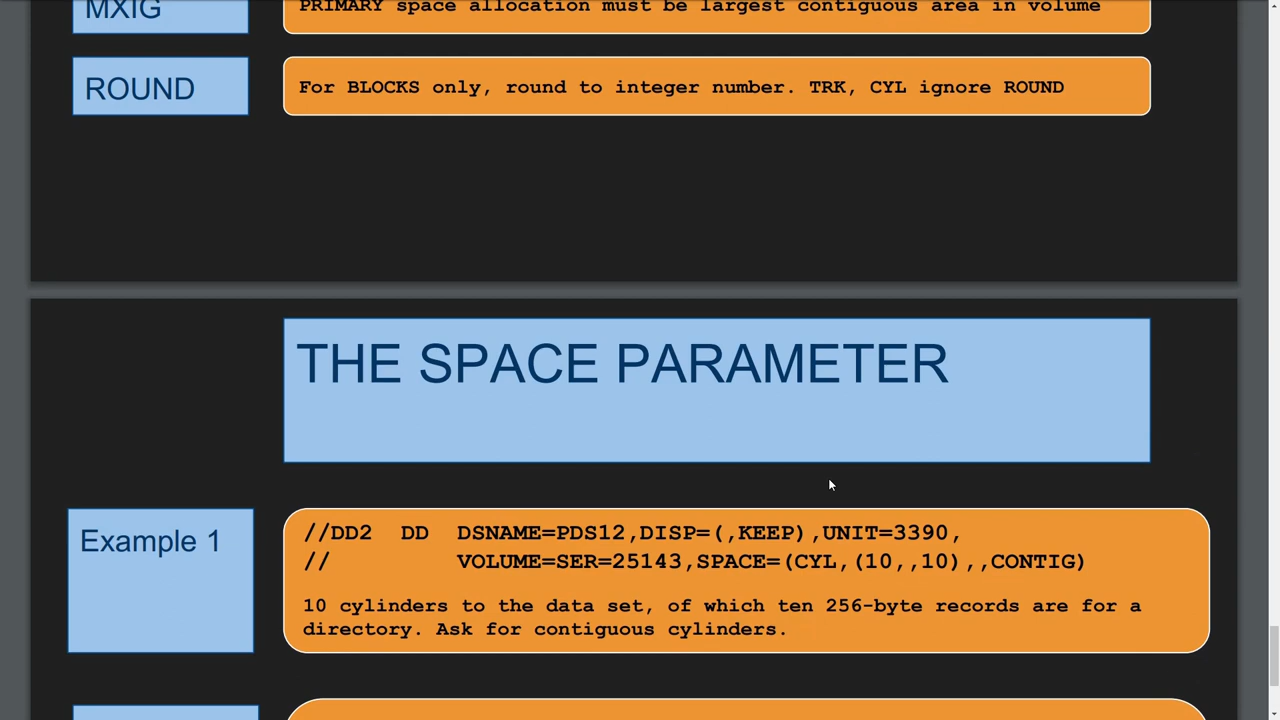 MXIG
PRIMARY space allocation must be largest contiguous area in volume
ROUND
For BLOCKS only, round to integer number. TRK, CYL ignore ROUND
THE SPACE PARAMETER
Example 1
//DD2 DD DSNAME=PDS12,DISP=(,KEEP),UNIT=3390,
// VOLUME=SER=25143,SPACE=(CYL,(10,,10),,CONTIG)
10 cylinders to the data set, of which ten 256-byte records are for a
directory. Ask for contiguous cylinders.